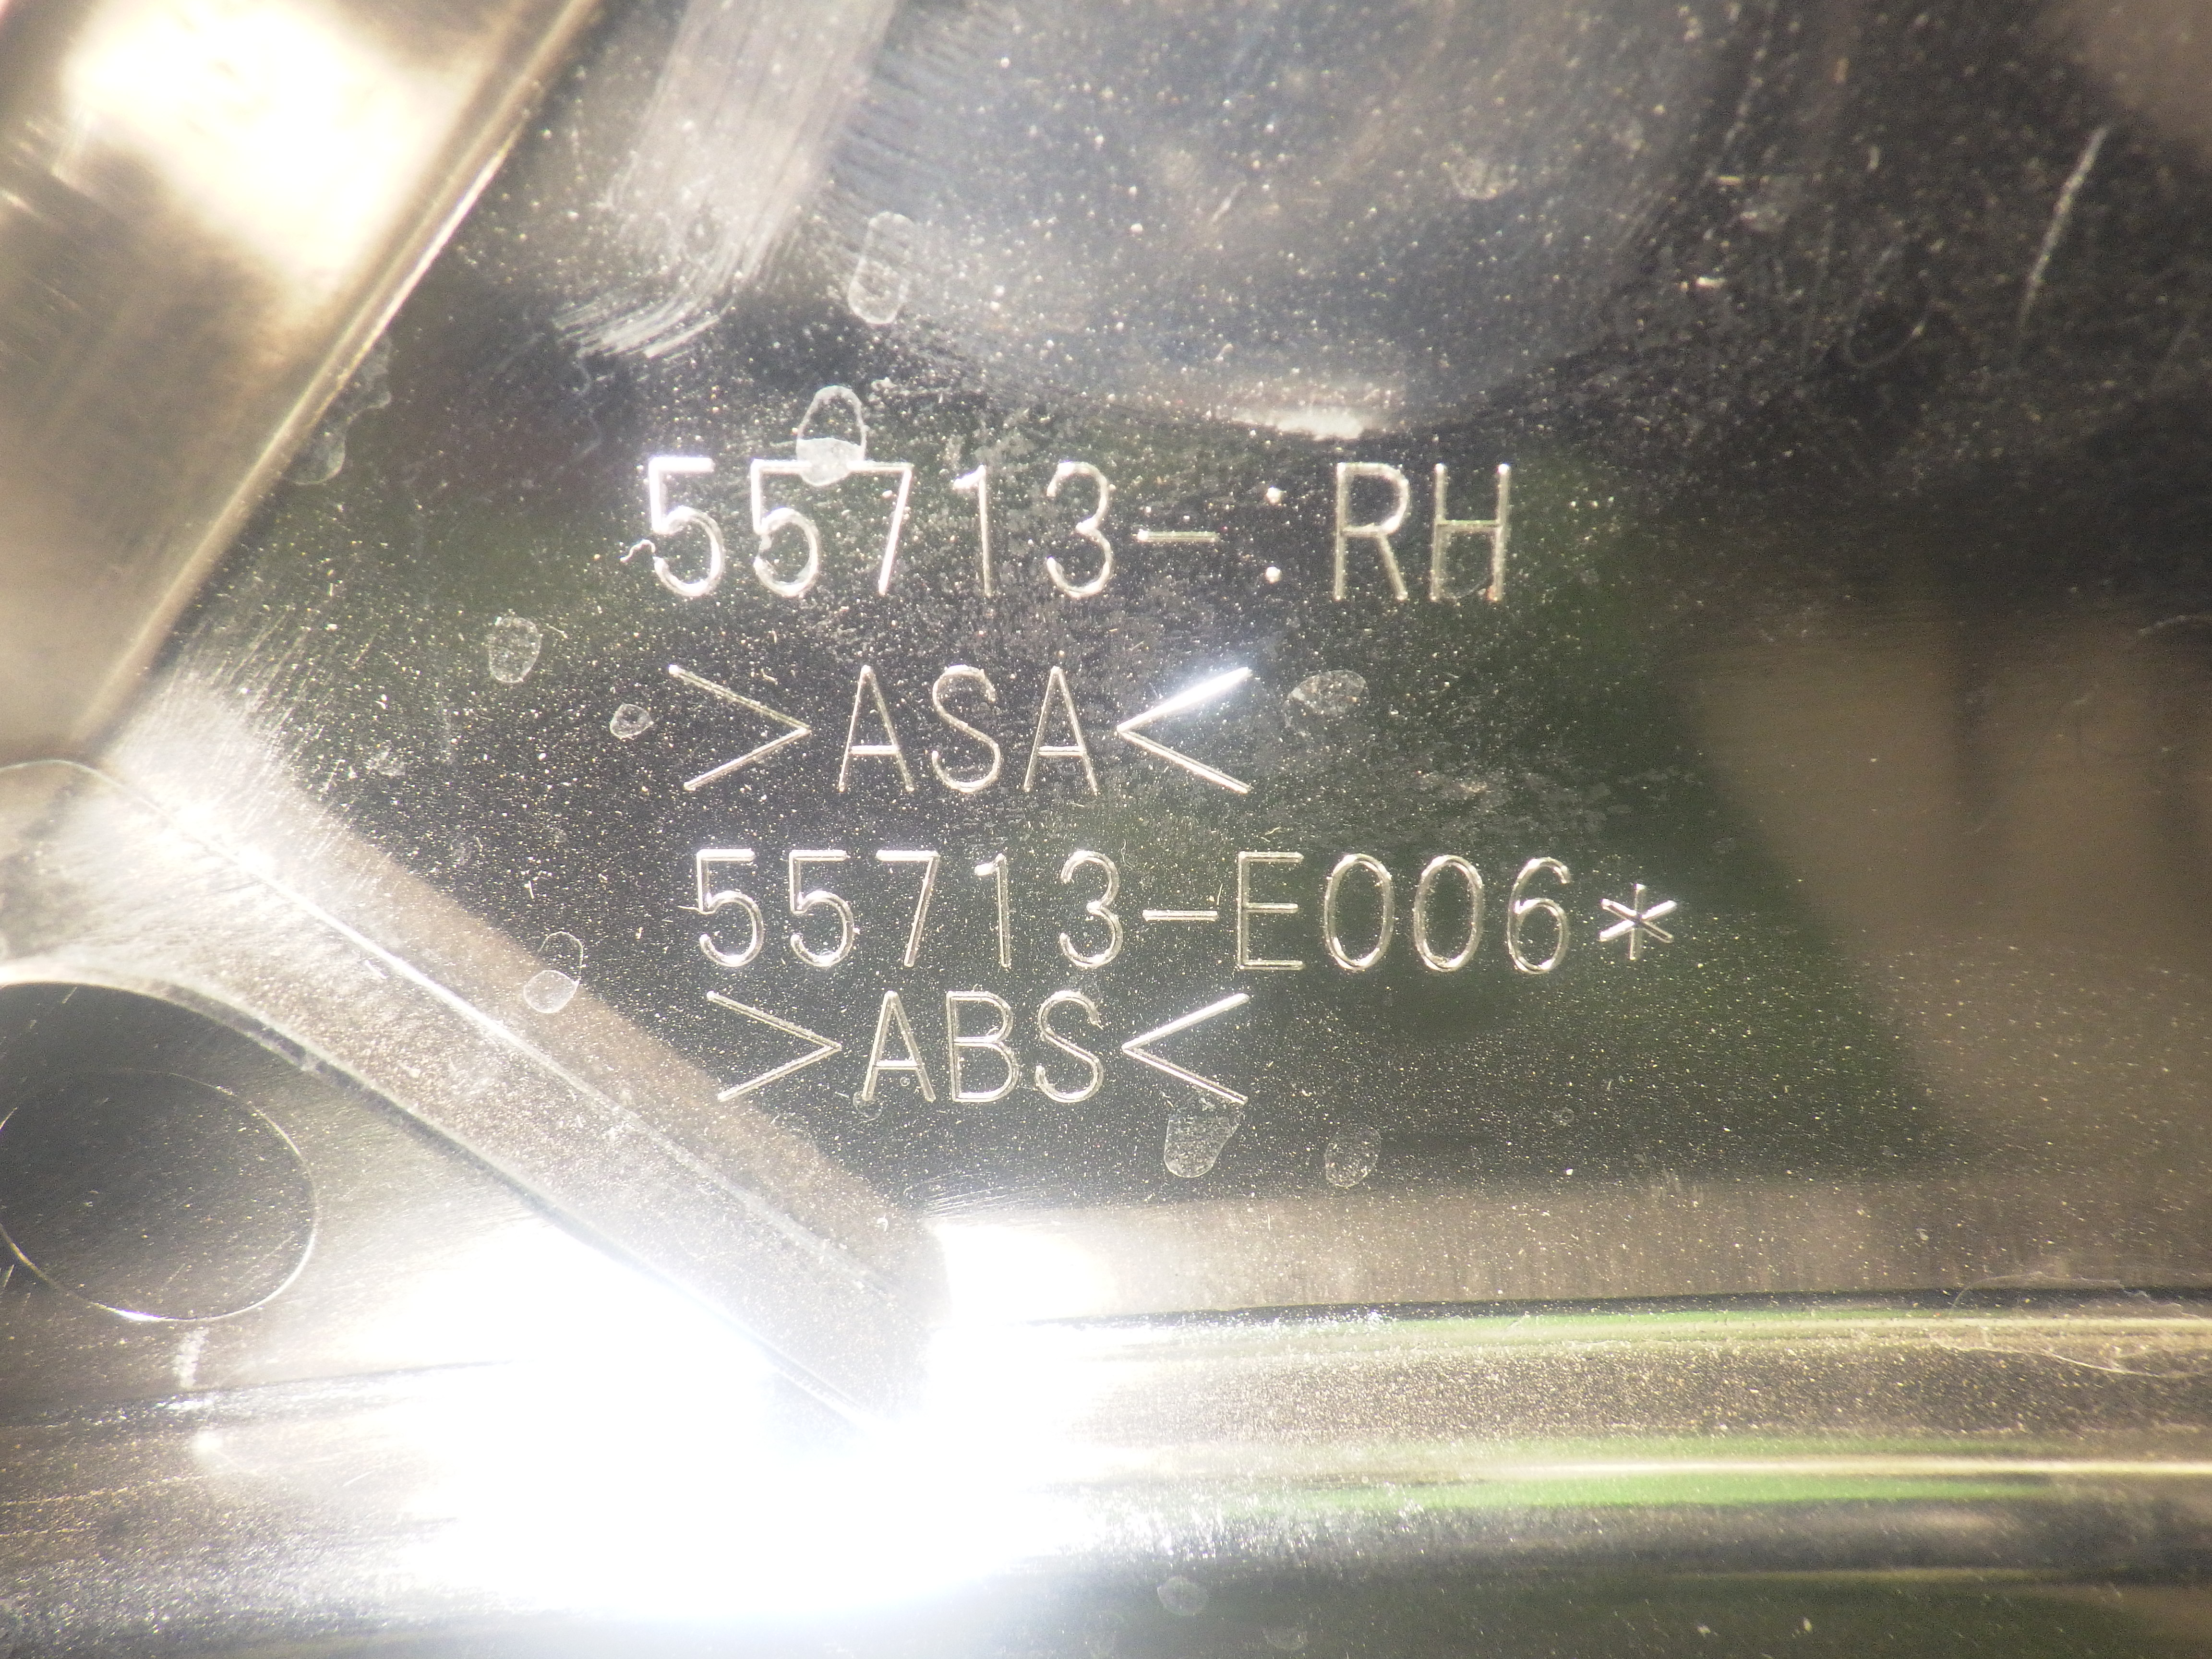 55713- : RH
>ASA<
55713-E006*
>ABS<